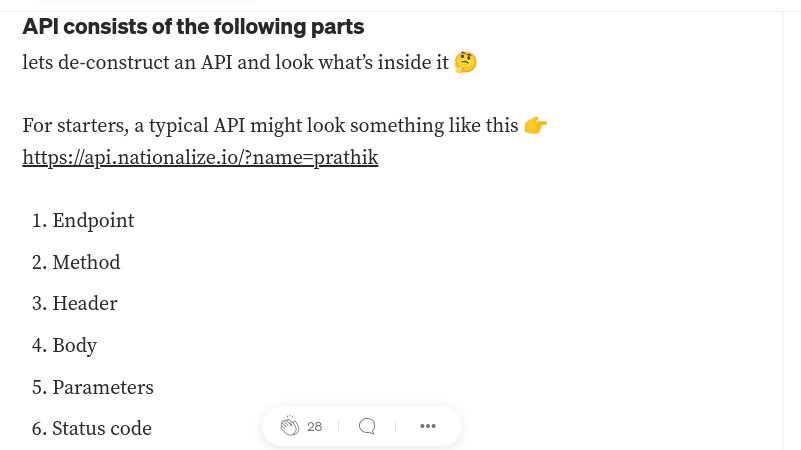 API consists of the following parts
lets de-construct an API and look what’s inside it 🤔
For starters, a typical API might look something like this 👉
https://api.nationalize.io/?name=prathik
1. Endpoint
2. Method
3. Header
4. Body
5. Parameters
6. Status code
28